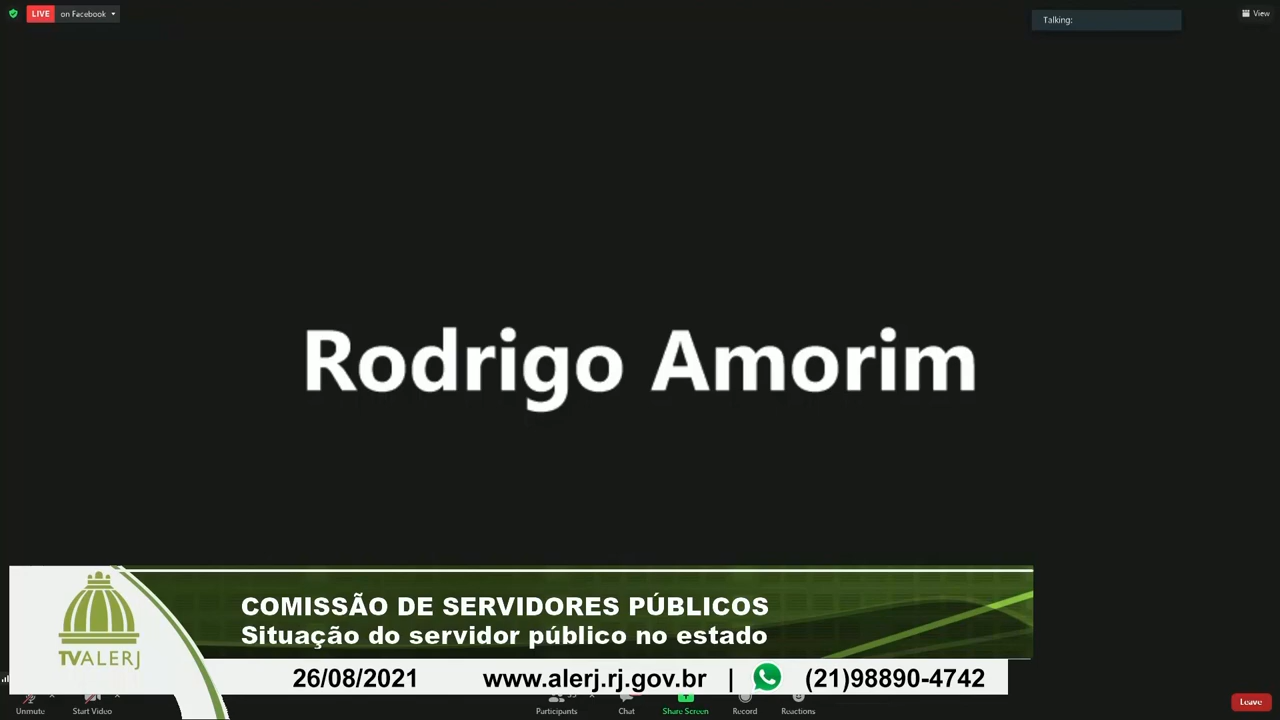 LIVE on Facebook
Talking:
View
Rodrigo Amorim
COMISSÃO DE SERVIDORES PÚBLICOS
Situação do servidor público no estado
TVALERJ
26/08/2021 www.alerj.rj.gov.br | (21)98890-4742
Unmute Start Video Participants Chat Share Screen Record Reactions Leave